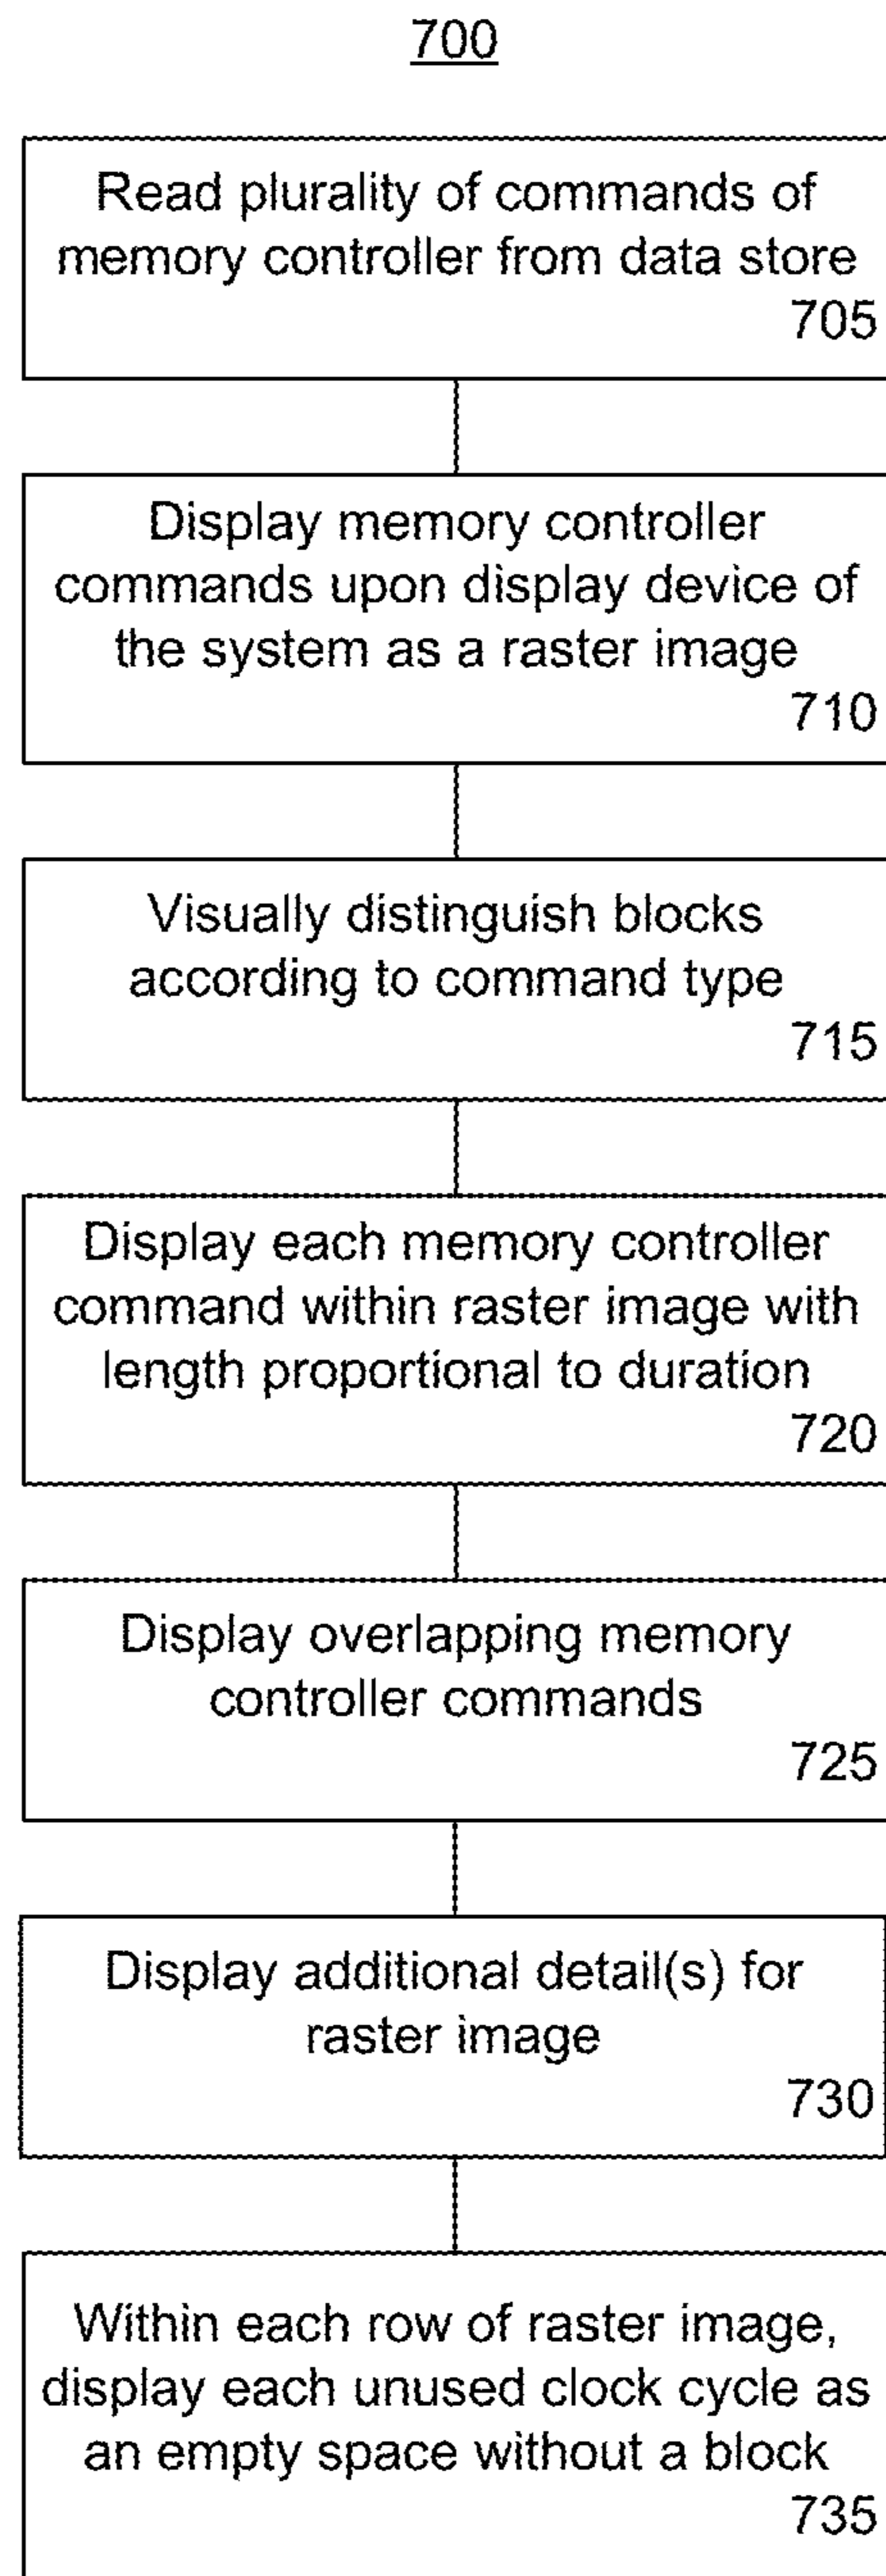 700
Read plurality of commands of
memory controller from data store
705
Display memory controller
commands upon display device of
the system as a raster image
710
Visually distinguish blocks
according to command type
715
Display each memory controller
command within raster image with
length proportional to duration
720
Display overlapping memory
controller commands
725
Display additional detail(s) for
raster image
730
Within each row of raster image,
display each unused clock cycle as
an empty space without a block
735